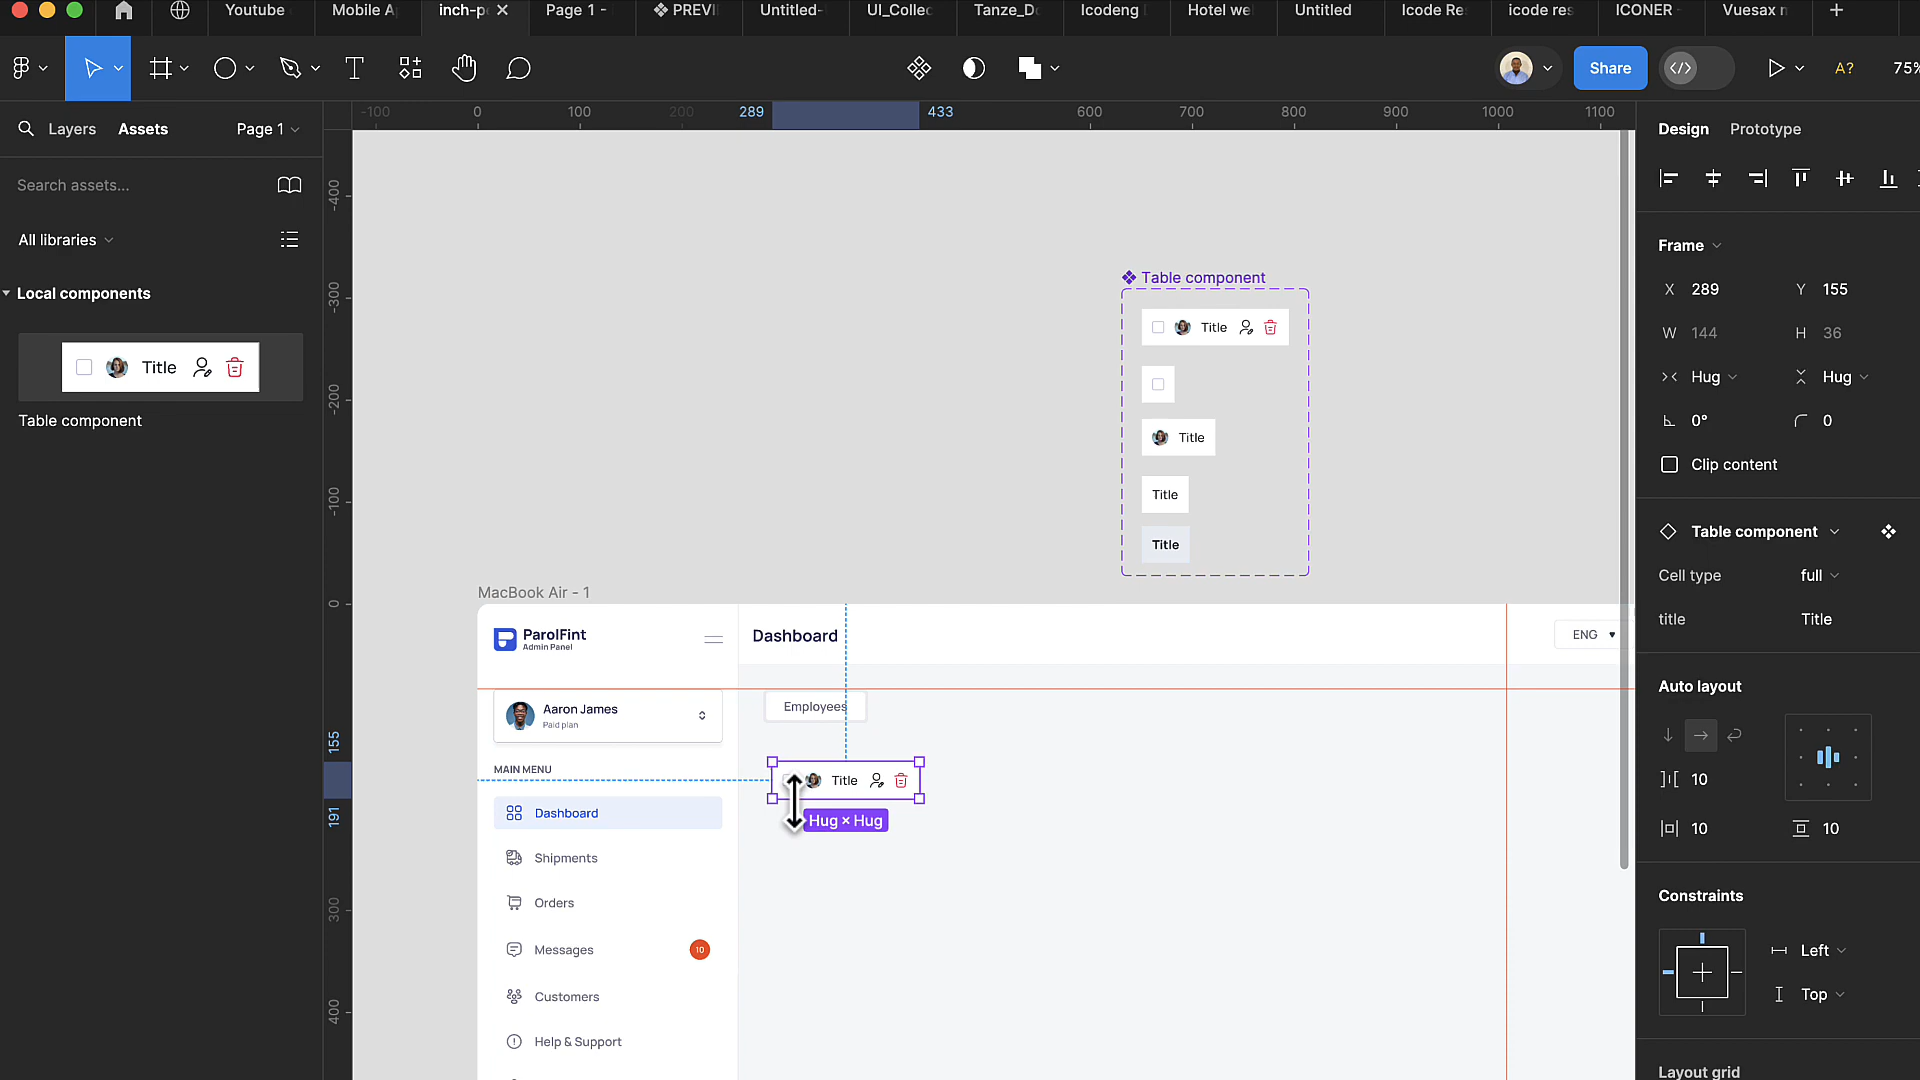 Youtube
Mobile A
inch-p
Page 1 -
PREVI
Untitled-
UI_Collec
Tanze_D
Icodeng
Hotel we
Untitled
Icode Re
icode res
ICONER
Vuesax
Share
A?
75%
Layers
Assets
Page 1
Search assets...
All libraries
Local components
Title
Table component
-100
0
100
200
289
433
600
700
800
900
1000
1100
-400
-300
-200
-100
0
155
191
300
400
Table component
Title
Title
Title
Title
MacBook Air - 1
ParolFint
Admin Panel
Dashboard
ENG
Aaron James
Paid plan
Employees
MAIN MENU
Title
Hug × Hug
Dashboard
Shipments
Orders
Messages
10
Customers
Help & Support
Design
Prototype
Frame
X 289
Y 155
W 144
H 36
Hug
Hug
0°
0
Clip content
Table component
Cell type
full
title
Title
Auto layout
10
10
10
Constraints
Left
Top
Layout grid